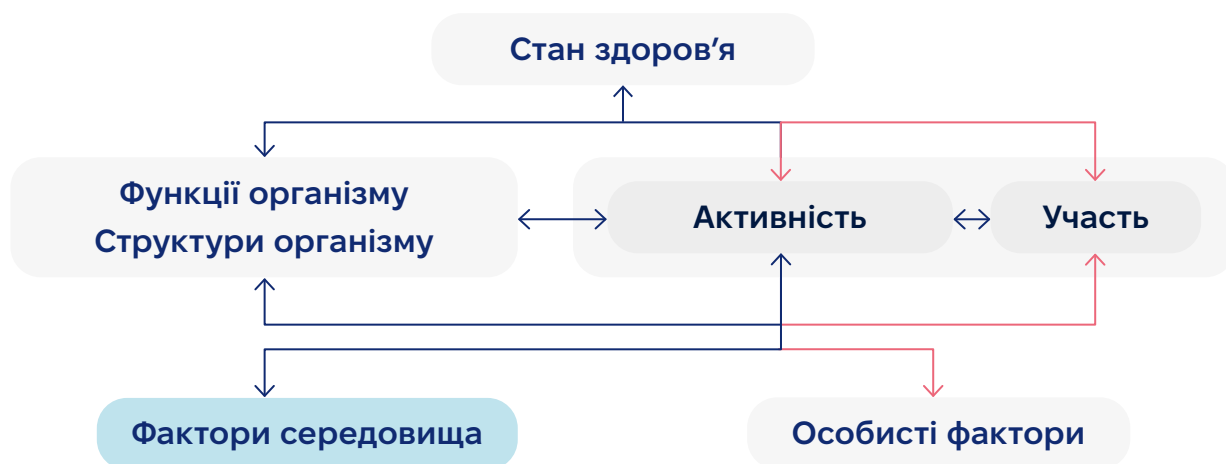 Стан здоров’я
Функції організму
Структури організму
Активність
Участь
Фактори середовища
Особисті фактори